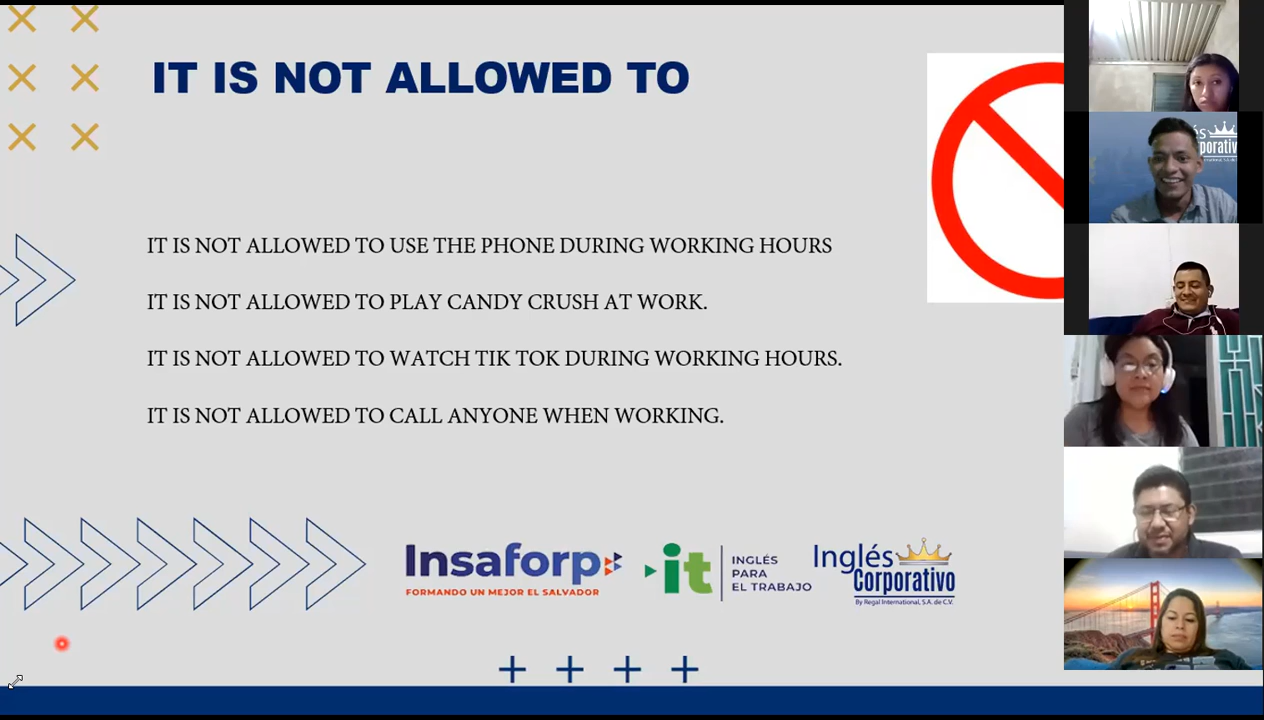 IT IS NOT ALLOWED TO
IT IS NOT ALLOWED TO USE THE PHONE DURING WORKING HOURS
IT IS NOT ALLOWED TO PLAY CANDY CRUSH AT WORK.
IT IS NOT ALLOWED TO WATCH TIK TOK DURING WORKING HOURS.
IT IS NOT ALLOWED TO CALL ANYONE WHEN WORKING.
Insaforp
FORMANDO UN MEJOR EL SALVADOR
it
INGLÉS
PARA
EL TRABAJO
Inglés
Corporativo
By Regal International, S.A. de C.V.